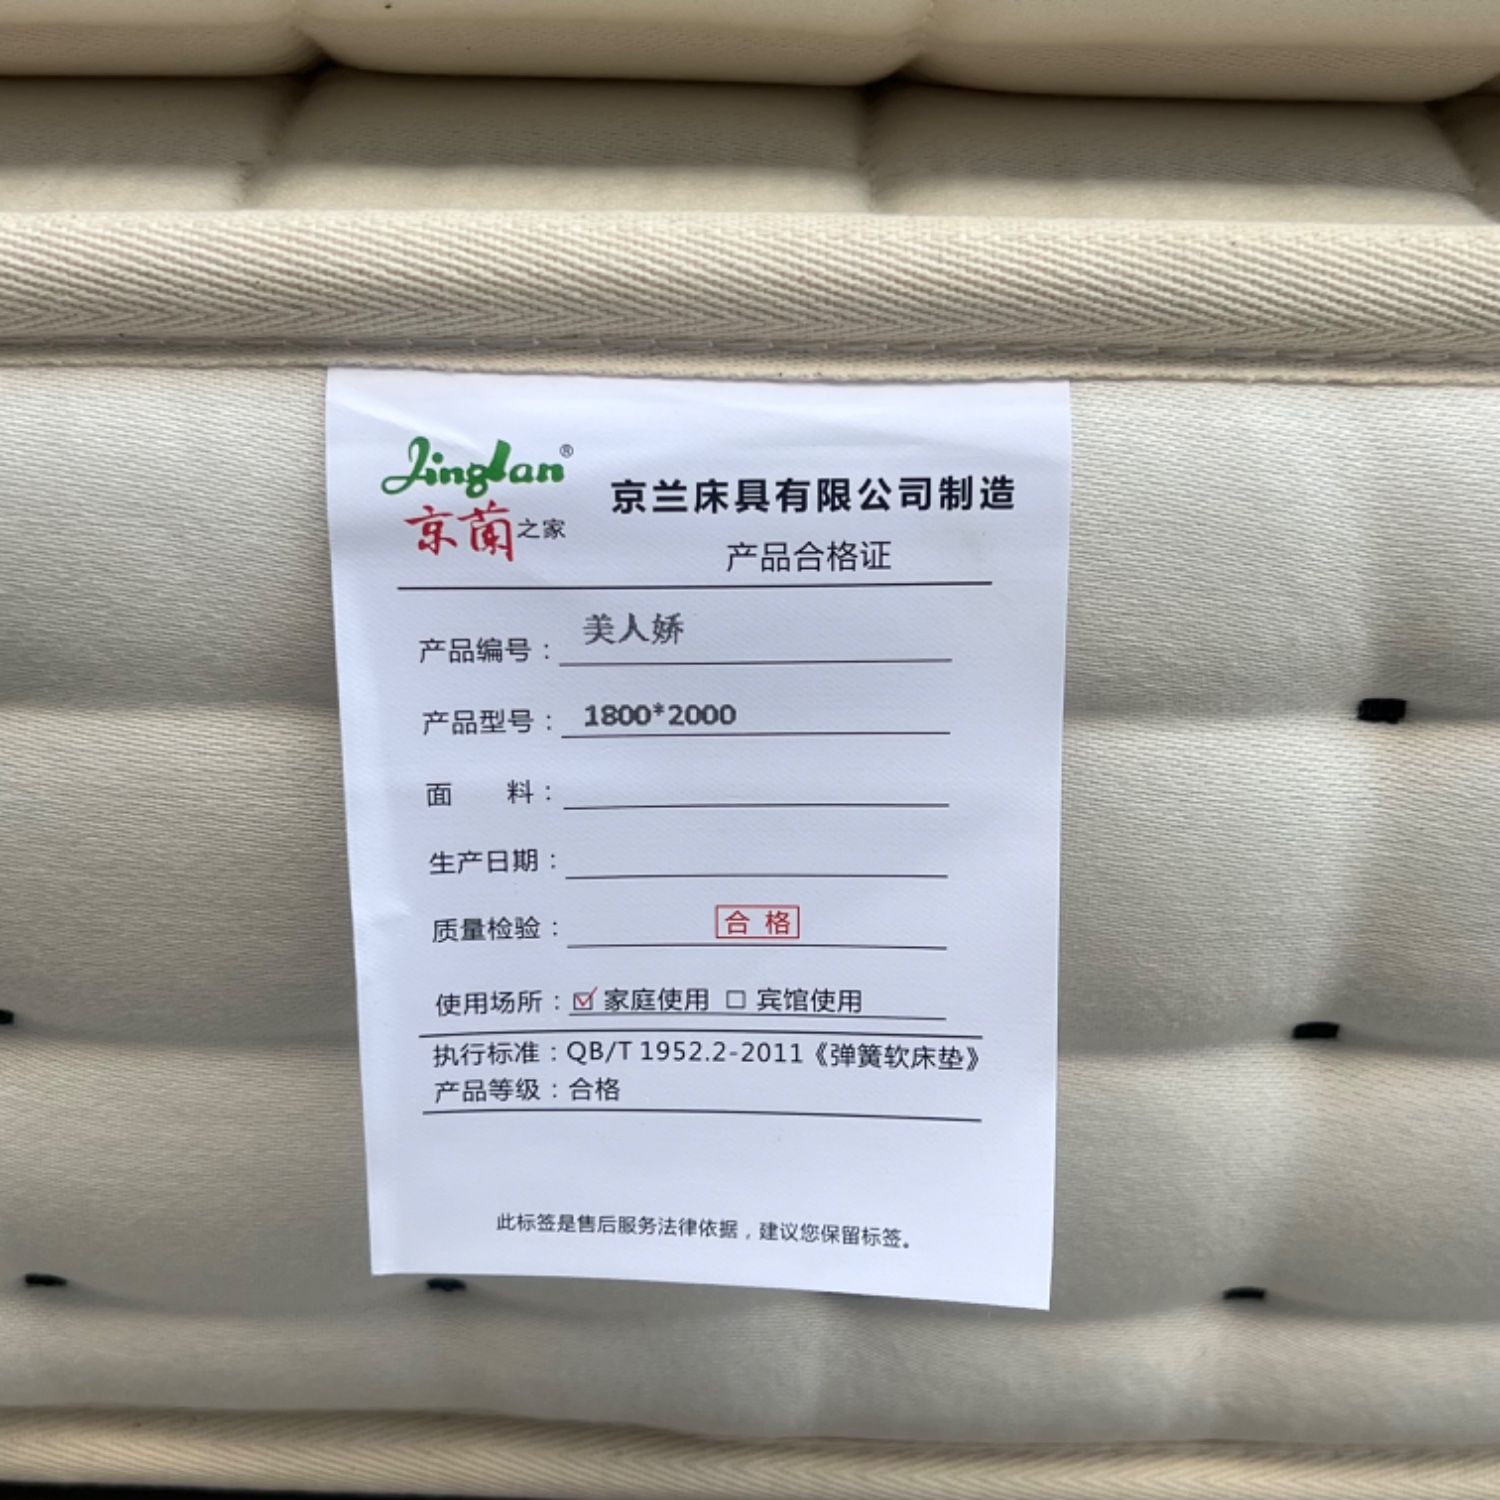 Jinglan®
京蘭之家
京兰床具有限公司制造
产品合格证
产品编号：美人娇
产品型号：1800*2000
面 料：
生产日期：
质量检验：合 格
使用场所：☑ 家庭使用 □ 宾馆使用
执行标准：QB/T 1952.2-2011《弹簧软床垫》
产品等级：合格
此标签是售后服务法律依据，建议您保留标签。